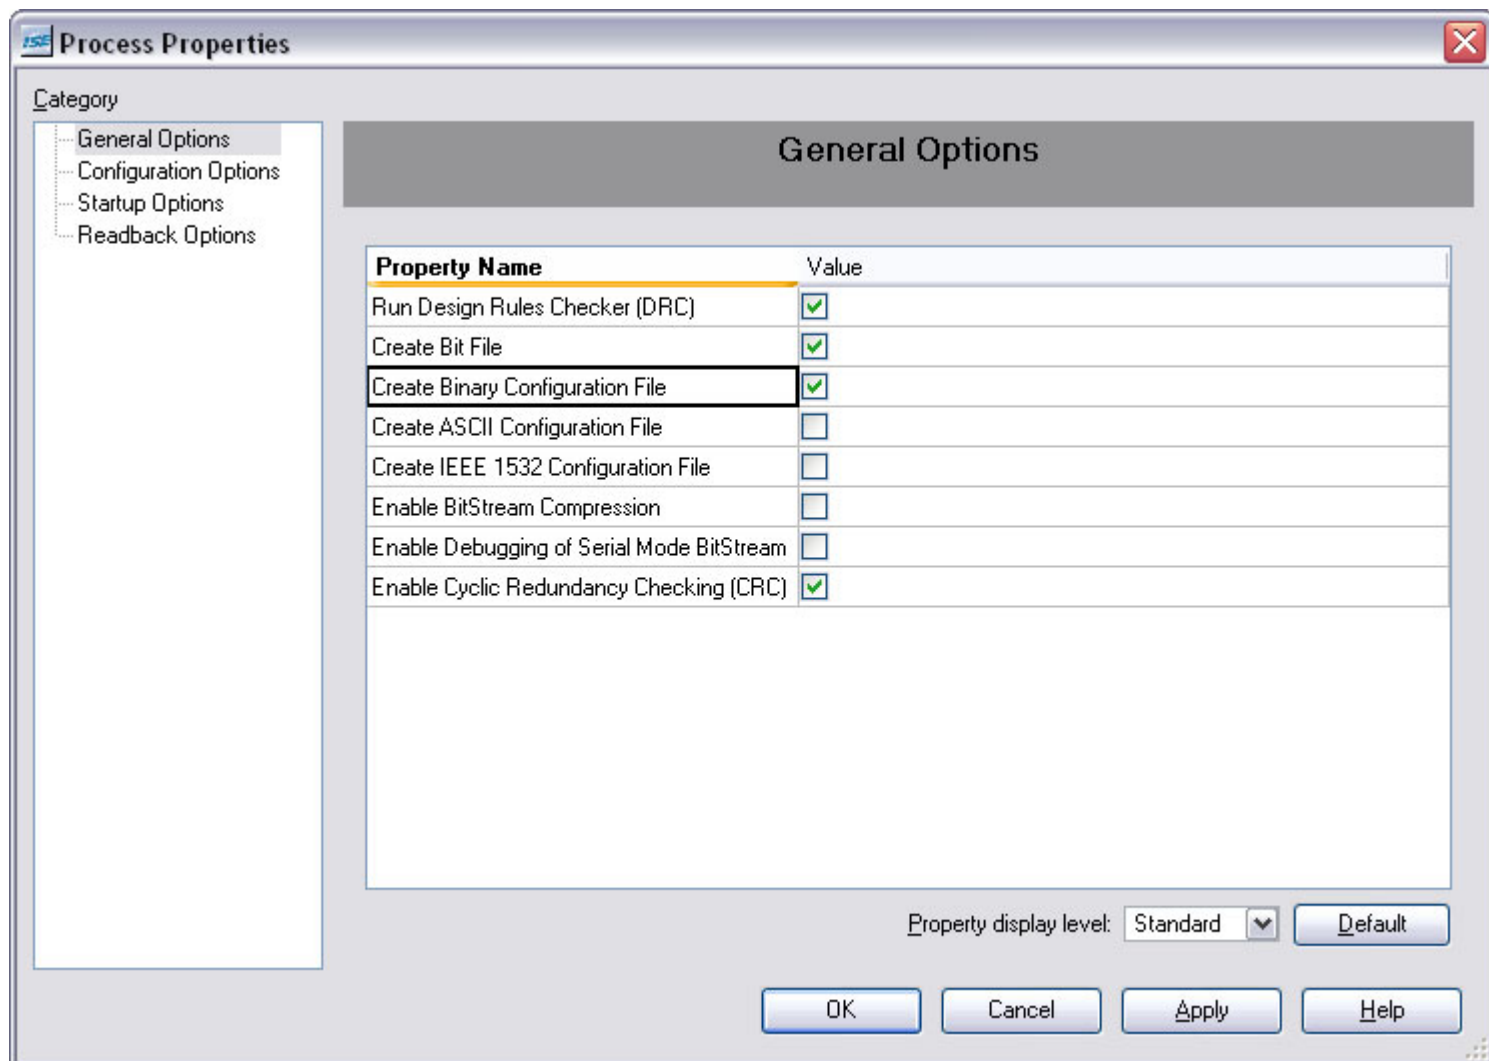 ISE Process Properties
Category
General Options
Configuration Options
Startup Options
Readback Options
General Options
Property Name Value
Run Design Rules Checker (DRC)
Create Bit File
Create Binary Configuration File
Create ASCII Configuration File
Create IEEE 1532 Configuration File
Enable BitStream Compression
Enable Debugging of Serial Mode BitStream
Enable Cyclic Redundancy Checking (CRC)
Property display level: Standard Default
OK Cancel Apply Help